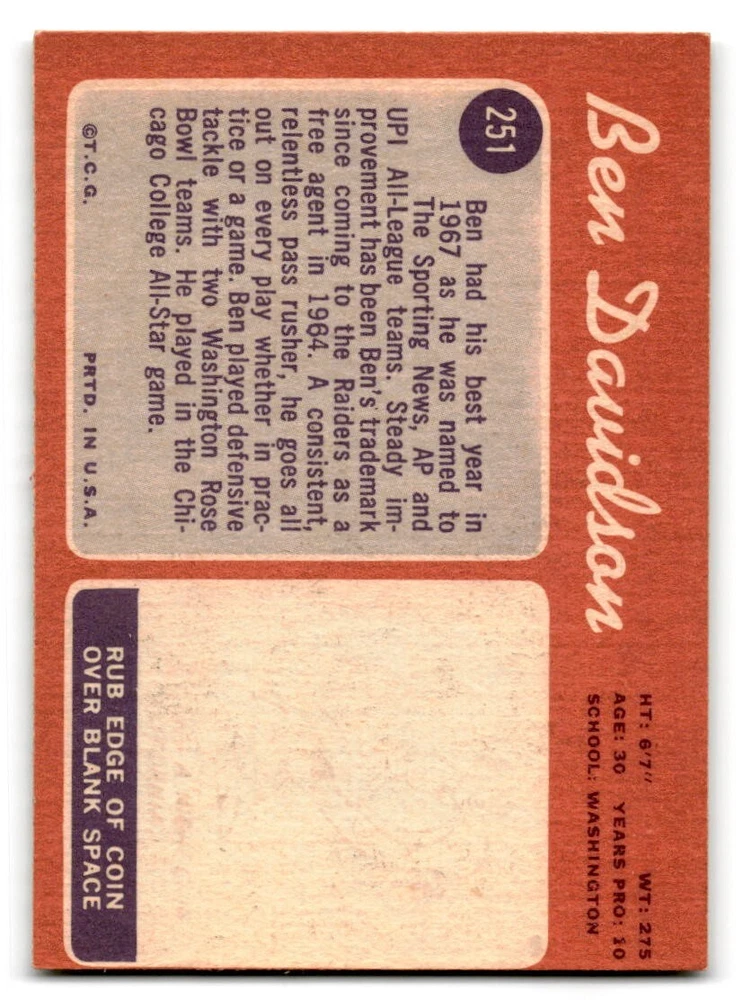 Ben Davidson
HT: 6'7" WT: 275
AGE: 30 YEARS PRO: 10
SCHOOL: WASHINGTON
251
Ben had his best year in
1967 as he was named to
The Sporting News, AP and
UPI All-League teams. Steady im-
provement has been Ben's trademark
since coming to the Raiders as a
free agent in 1964. A consistent,
relentless pass rusher, he goes all
out on every play whether in prac-
tice or a game. Ben played defensive
tackle with two Washington Rose
Bowl teams. He played in the Chi-
cago College All-Star game.
©T.C.G. PRTD. IN U.S.A.
RUB EDGE OF COIN
OVER BLANK SPACE